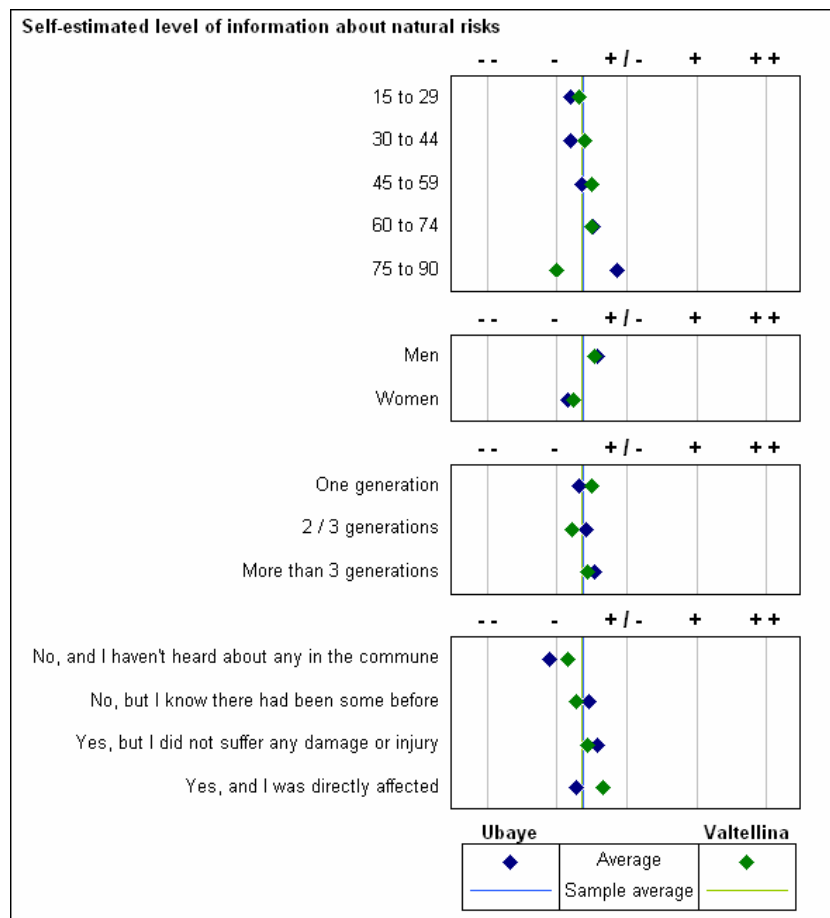 Self-estimated level of information about natural risks
- - - + / - + + +
15 to 29
30 to 44
45 to 59
60 to 74
75 to 90
- - - + / - + + +
Men
Women
- - - + / - + + +
One generation
2 / 3 generations
More than 3 generations
- - - + / - + + +
No, and I haven't heard about any in the commune
No, but I know there had been some before
Yes, but I did not suffer any damage or injury
Yes, and I was directly affected
Ubaye Valtellina
Average
Sample average